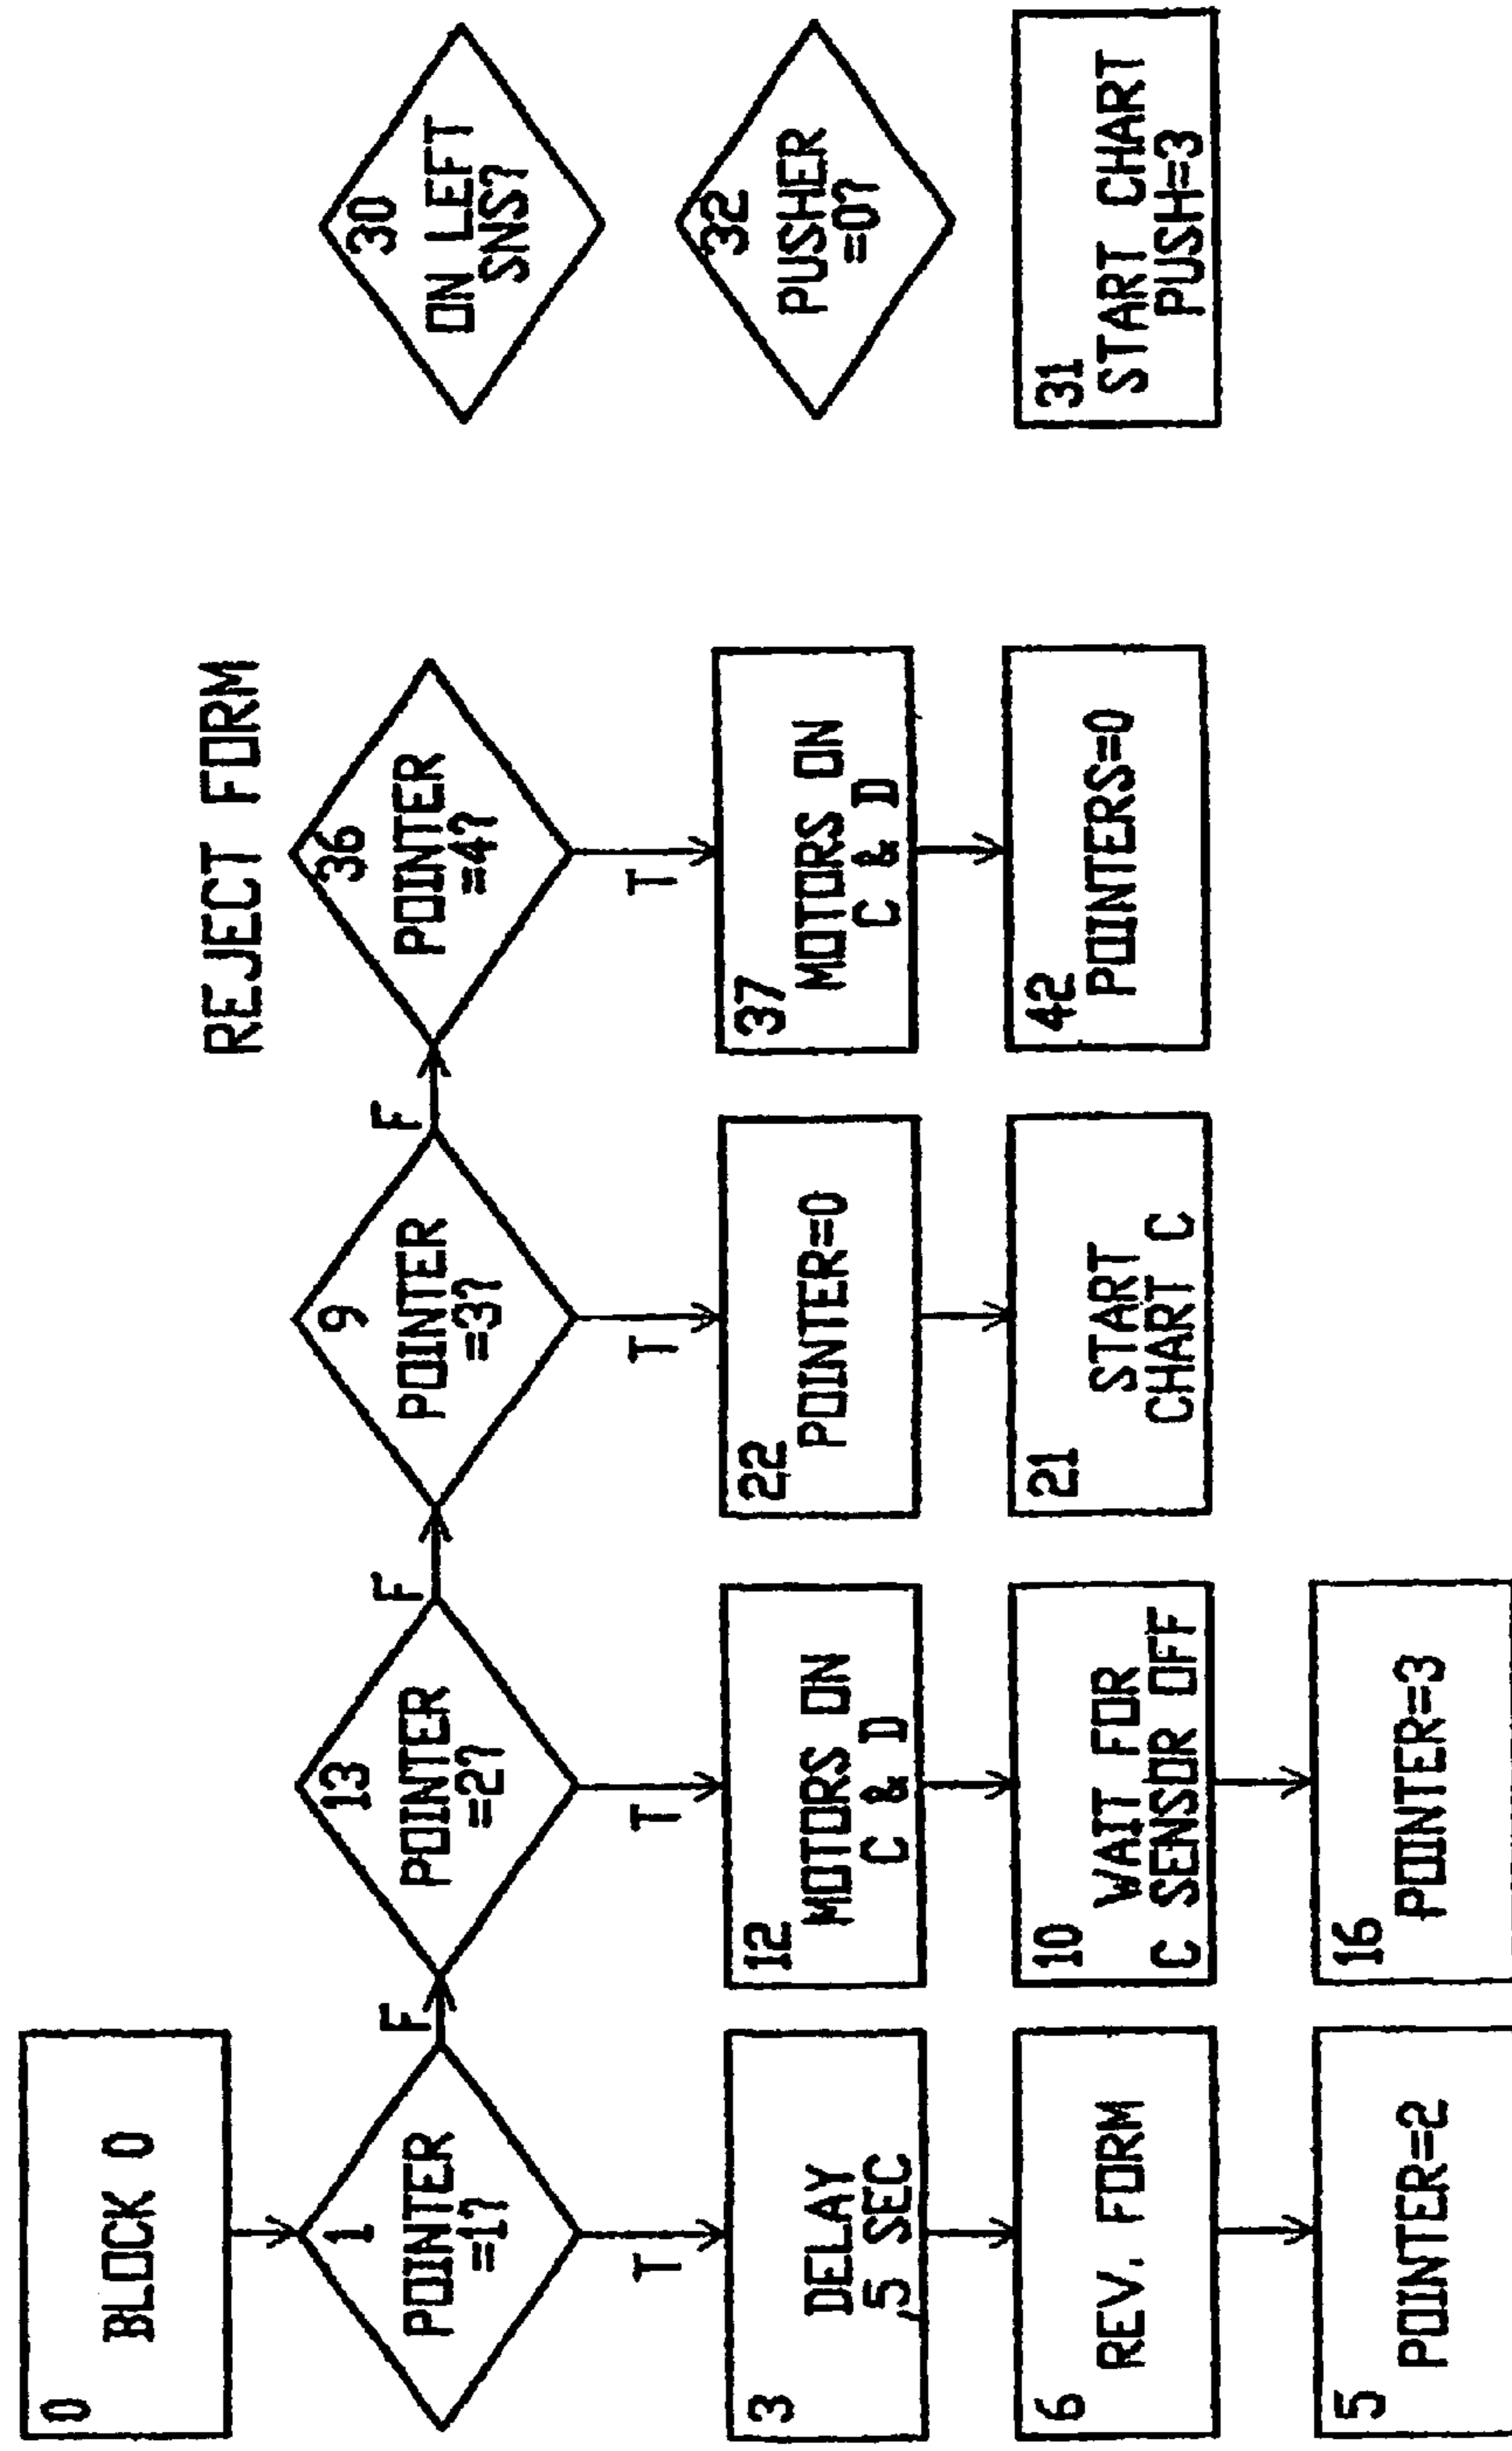 0
BLOCK 0
REJECT FORM
1
POINTER
=1?
F
13
POINTER
=2?
F
9
POINTER
=3?
F
36
POINTER
=4?
30
ON LEFT
SNS?
T
T
T
T
3
DELAY
.5 SEC
12
MOTORS ON
C & D
22
POINTER=0
37
MOTORS ON
C & D
32
PUSHER
=0?
6
REV. FORM
10
WAIT FOR
C SENSOR OFF
21
START
CHART C
42
POINTERS=0
31
START CHART
PUSH=3
5
POINTER=2
16
POINTER=3